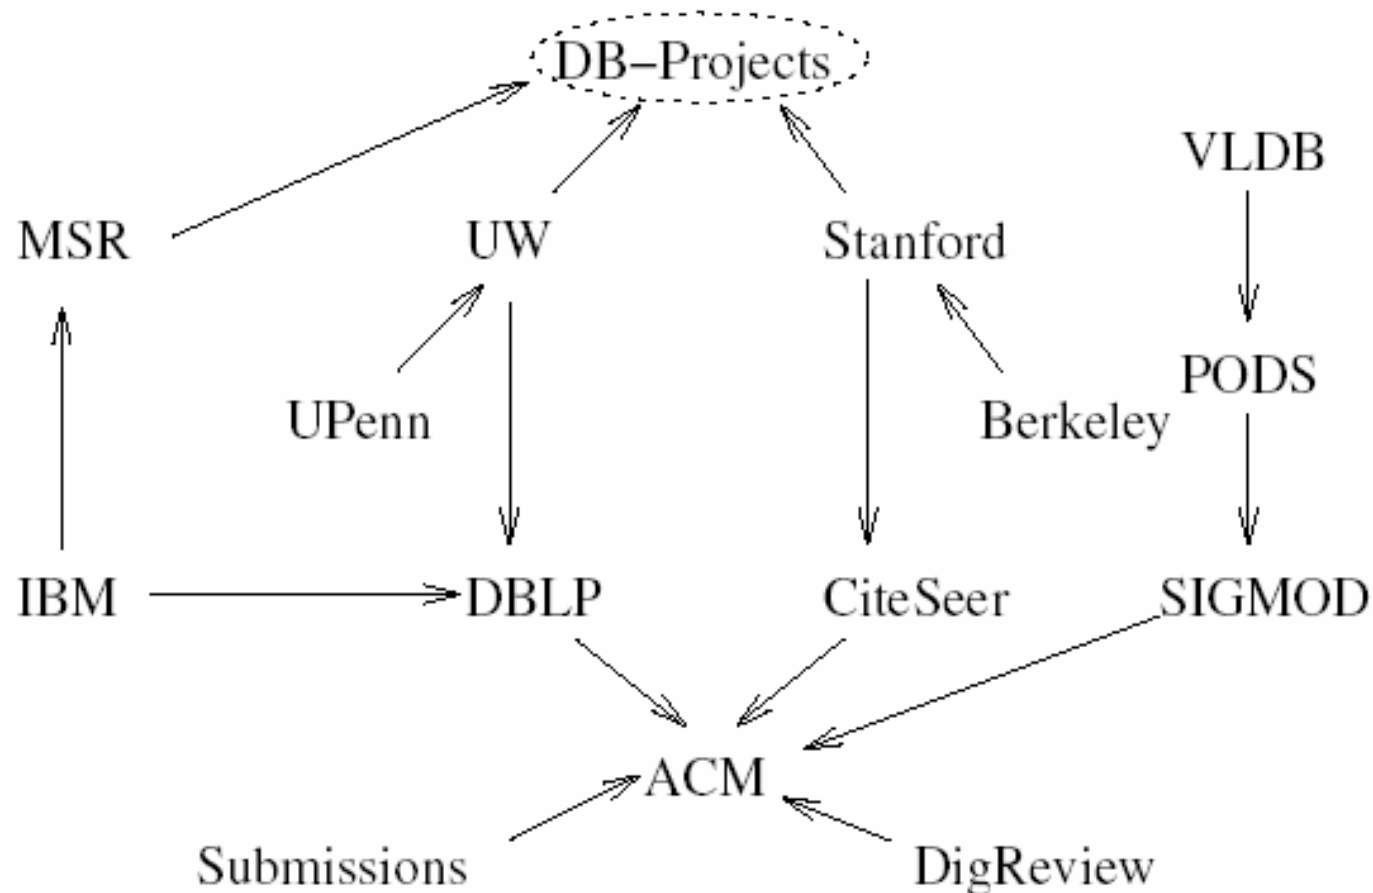 DB–Projects
VLDB
MSR
UW
Stanford
PODS
UPenn
Berkeley
IBM
DBLP
CiteSeer
SIGMOD
ACM
Submissions
DigReview